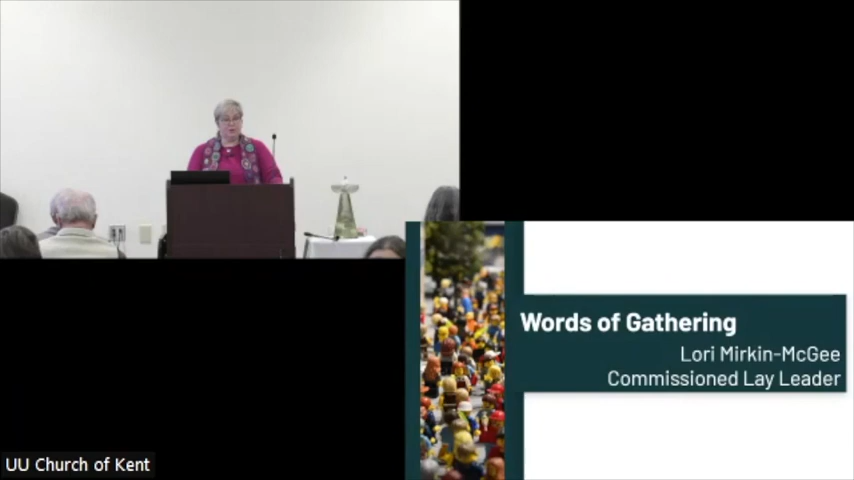 Words of Gathering
Lori Mirkin-McGee
Commissioned Lay Leader
UU Church of Kent